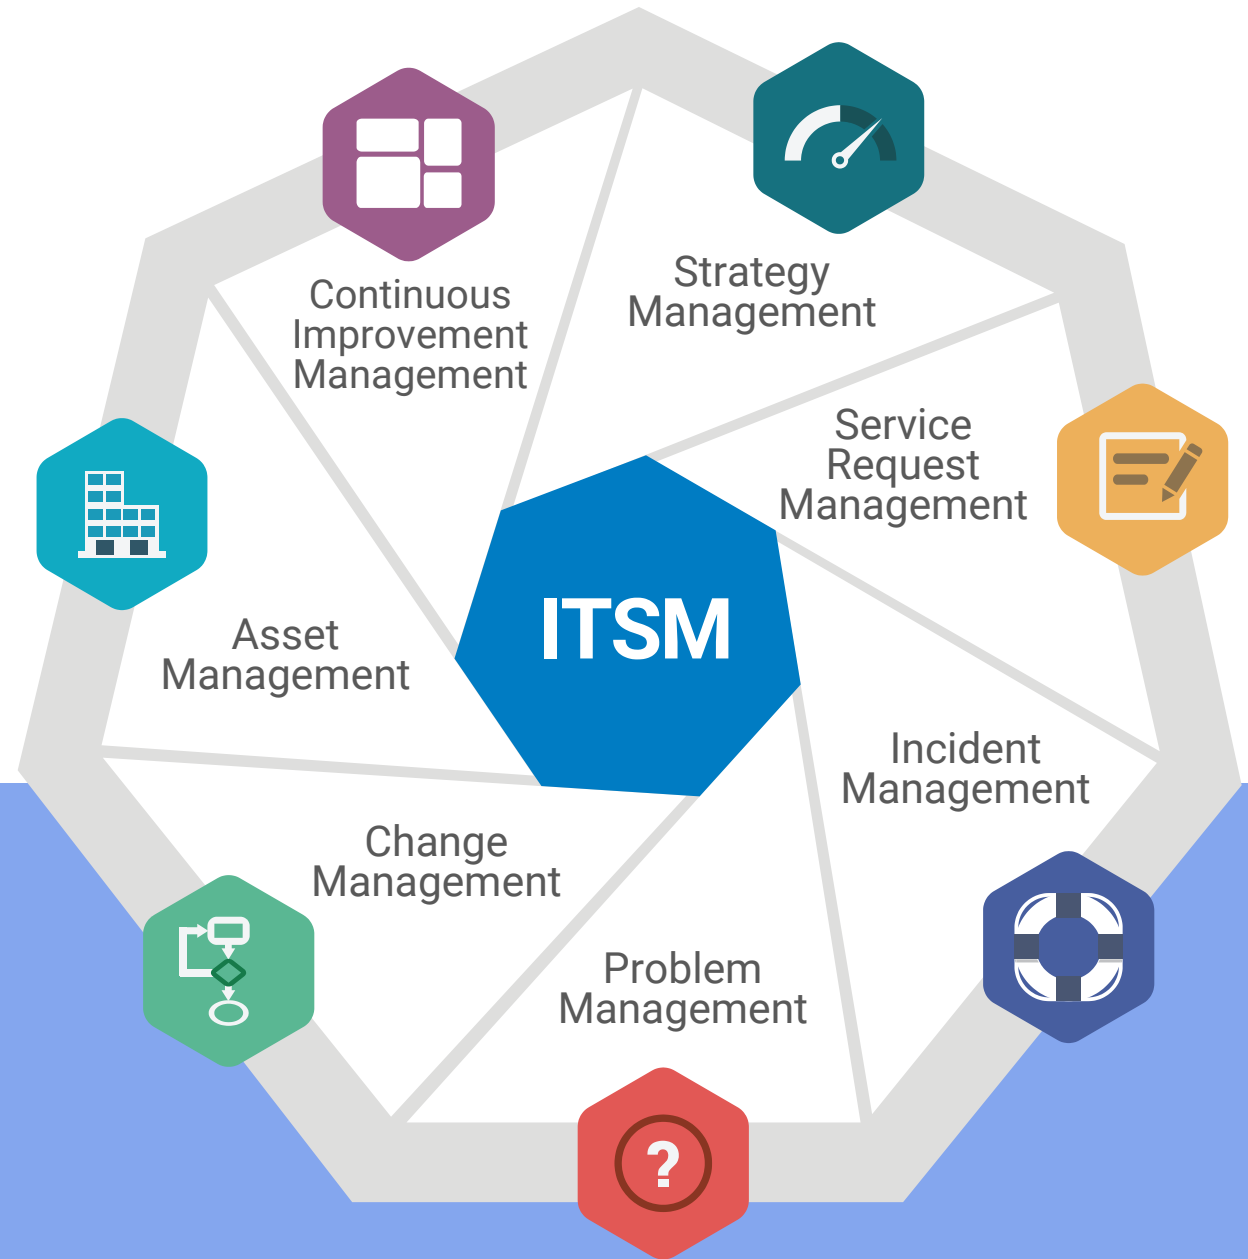 Strategy
Management
Service
Request
Management
Incident
Management
Problem
Management
Change
Management
Asset
Management
Continuous
Improvement
Management
ITSM
?